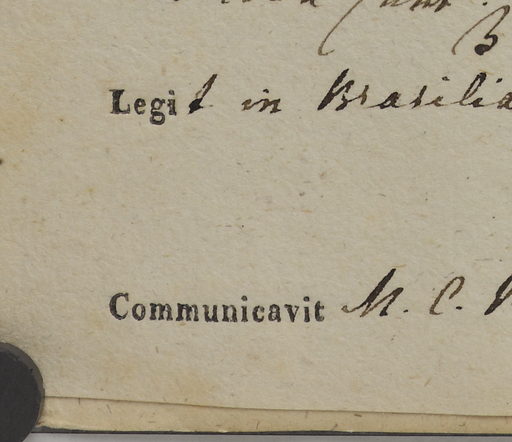 Legit in Brasilia
Communicavit M. C.